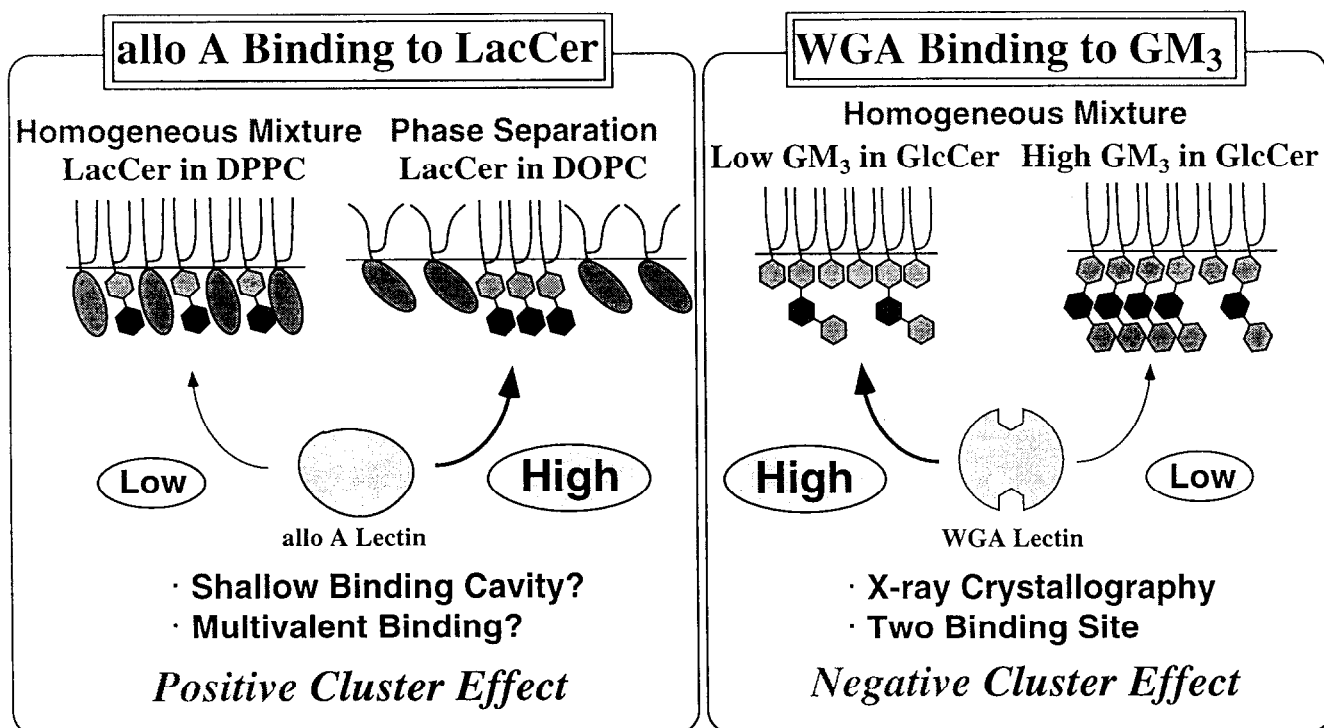 allo A Binding to LacCer
Homogeneous Mixture
LacCer in DPPC
Phase Separation
LacCer in DOPC
Low
High
allo A Lectin
· Shallow Binding Cavity?
· Multivalent Binding?
Positive Cluster Effect
WGA Binding to GM₃
Homogeneous Mixture
Low GM₃ in GlcCer
High GM₃ in GlcCer
High
Low
WGA Lectin
· X-ray Crystallography
· Two Binding Site
Negative Cluster Effect